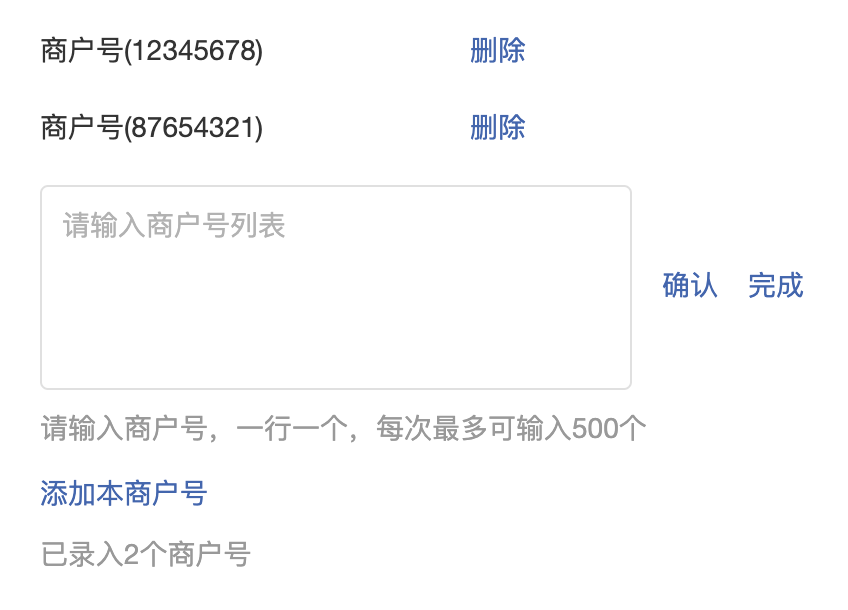 商户号(12345678) 删除
商户号(87654321) 删除
请输入商户号列表
确认 完成
请输入商户号，一行一个，每次最多可输入500个
添加本商户号
已录入2个商户号